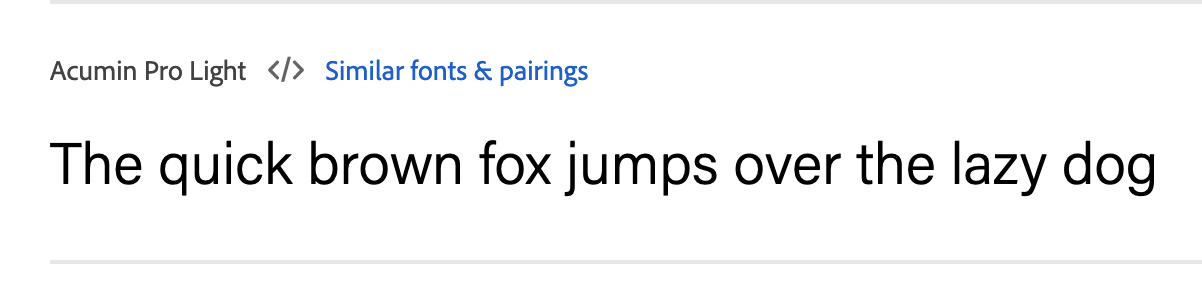 Acumin Pro Light </> Similar fonts & pairings
The quick brown fox jumps over the lazy dog